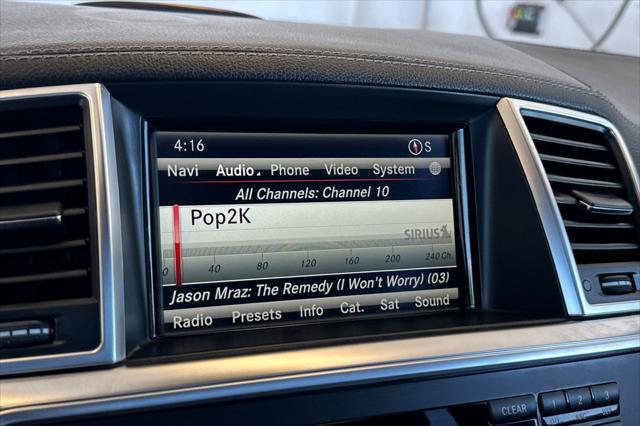 4:16 S
Navi Audio Phone Video System
All Channels: Channel 10
Pop2K
SIRIUS
0 40 80 120 160 200 240 Ch.
Jason Mraz: The Remedy (I Won't Worry) (03)
Radio Presets Info Cat. Sat Sound
CLEAR 1 2 3